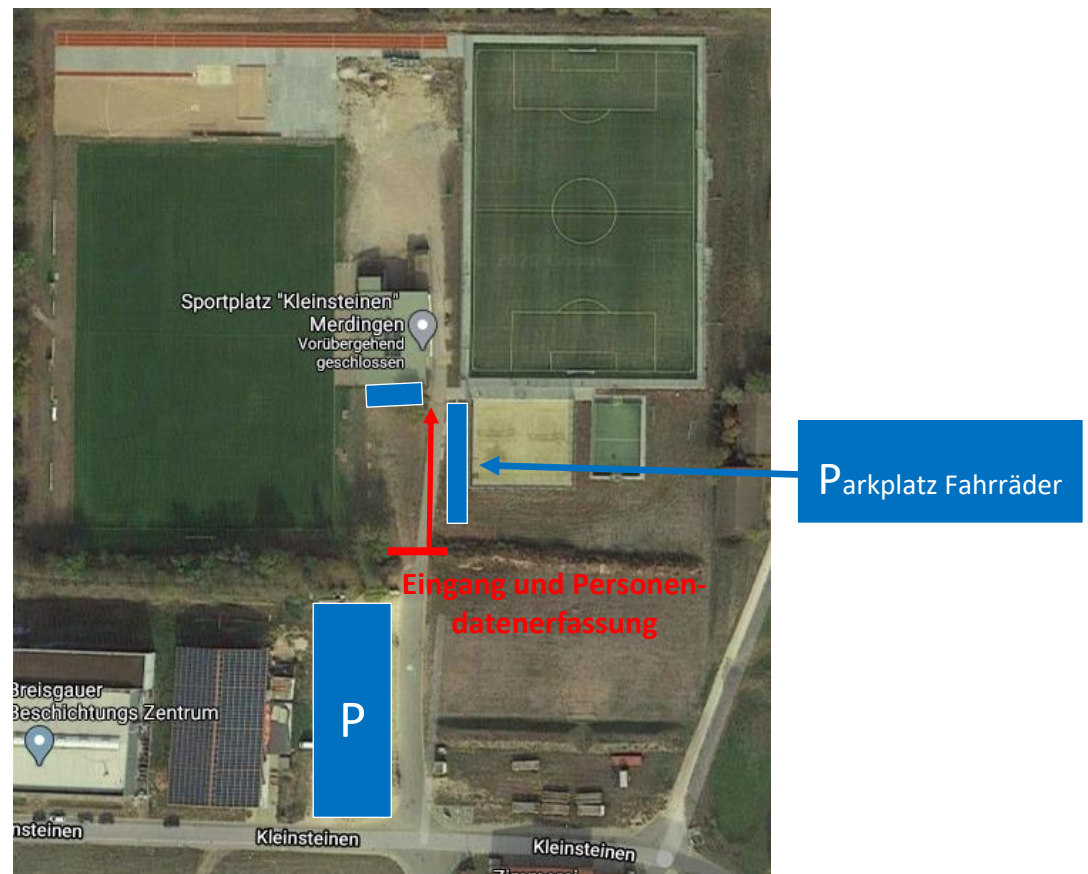 Sportplatz "Kleinsteinen"
Merdingen
Vorübergehend
geschlossen
Parkplatz Fahrräder
Eingang und Personen-
datenerfassung
P
Breisgauer
Beschichtungs Zentrum
nsteinen
Kleinsteinen
Kleinsteinen